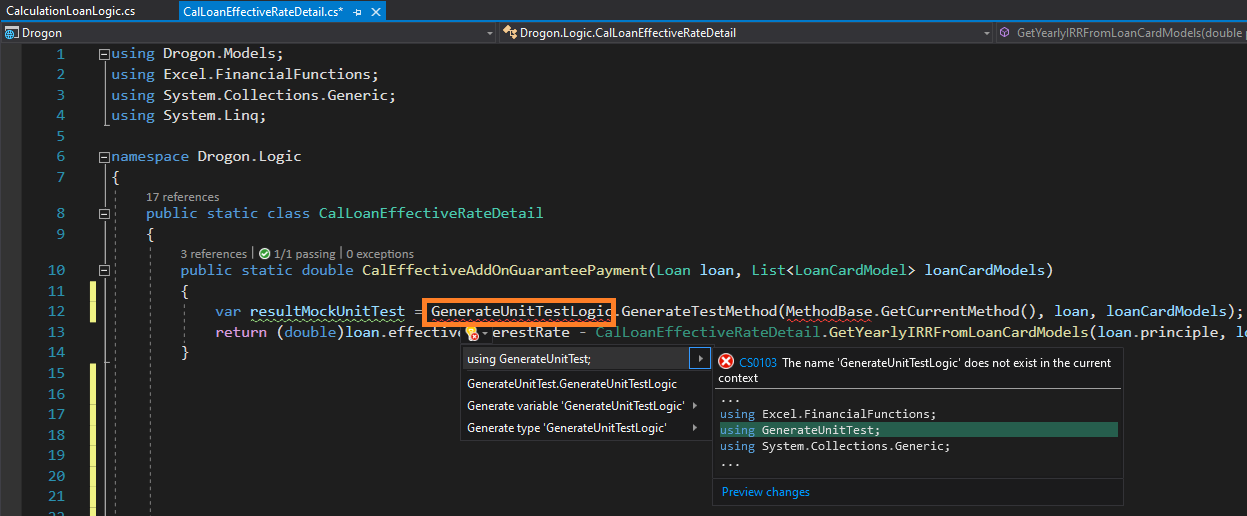 CalculationLoanLogic.cs CalLoanEffectiveRateDetail.cs*
Drogon Drogon.Logic.CalLoanEffectiveRateDetail GetYearlyIRRFromLoanCardModels(double
1 using Drogon.Models;
2 using Excel.FinancialFunctions;
3 using System.Collections.Generic;
4 using System.Linq;
5
6 namespace Drogon.Logic
7 {
17 references
8 public static class CalLoanEffectiveRateDetail
9 {
3 references | 1/1 passing | 0 exceptions
10 public static double CalEffectiveAddOnGuaranteePayment(Loan loan, List<LoanCardModel> loanCardModels)
11 {
12 var resultMockUnitTest = GenerateUnitTestLogic.GenerateTestMethod(MethodBase.GetCurrentMethod(), loan, loanCardModels);
13 return (double)loan.effective erestRate - CalLoanEffectiveRateDetail.GetYearlyIRRFromLoanCardModels(loan.principle,
14 }
15
16
17
18
19
20
21
using GenerateUnitTest;
GenerateUnitTest.GenerateUnitTestLogic
Generate variable 'GenerateUnitTestLogic'
Generate type 'GenerateUnitTestLogic'
CS0103 The name 'GenerateUnitTestLogic' does not exist in the current
context
...
using Excel.FinancialFunctions;
using GenerateUnitTest;
using System.Collections.Generic;
...
Preview changes